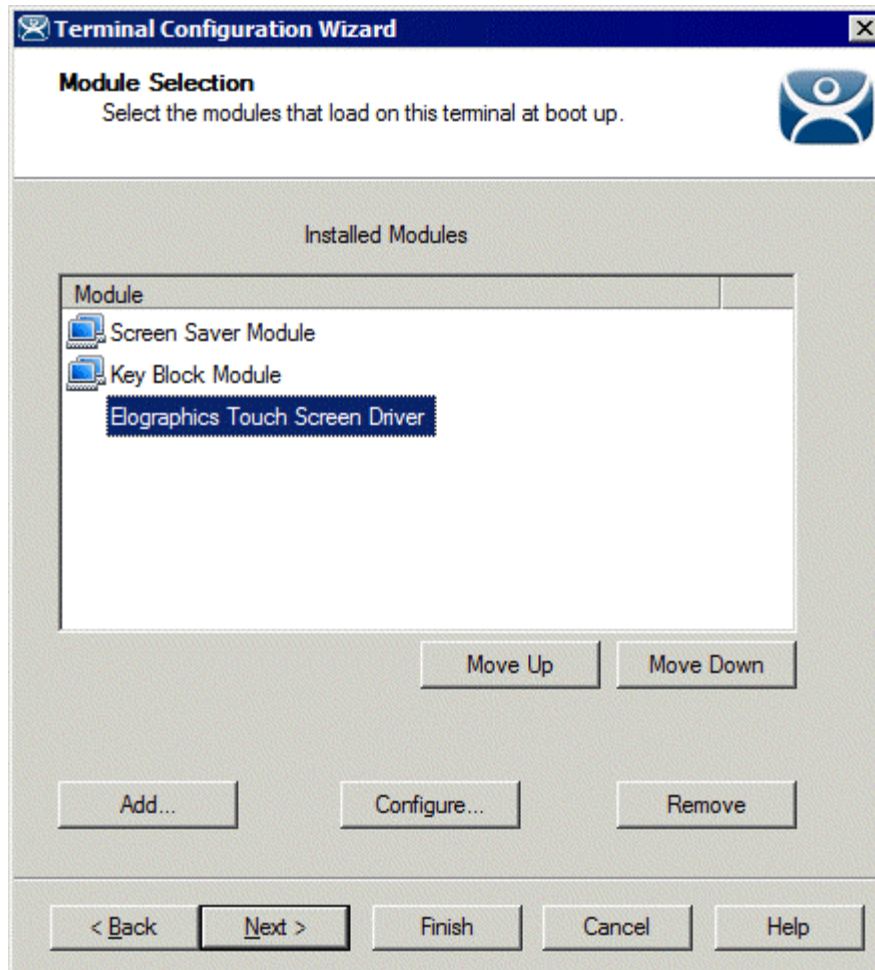 Terminal Configuration Wizard
Module Selection
Select the modules that load on this terminal at boot up.
Installed Modules
Module
Screen Saver Module
Key Block Module
Elographics Touch Screen Driver
Move Up Move Down
Add... Configure... Remove
< Back Next > Finish Cancel Help